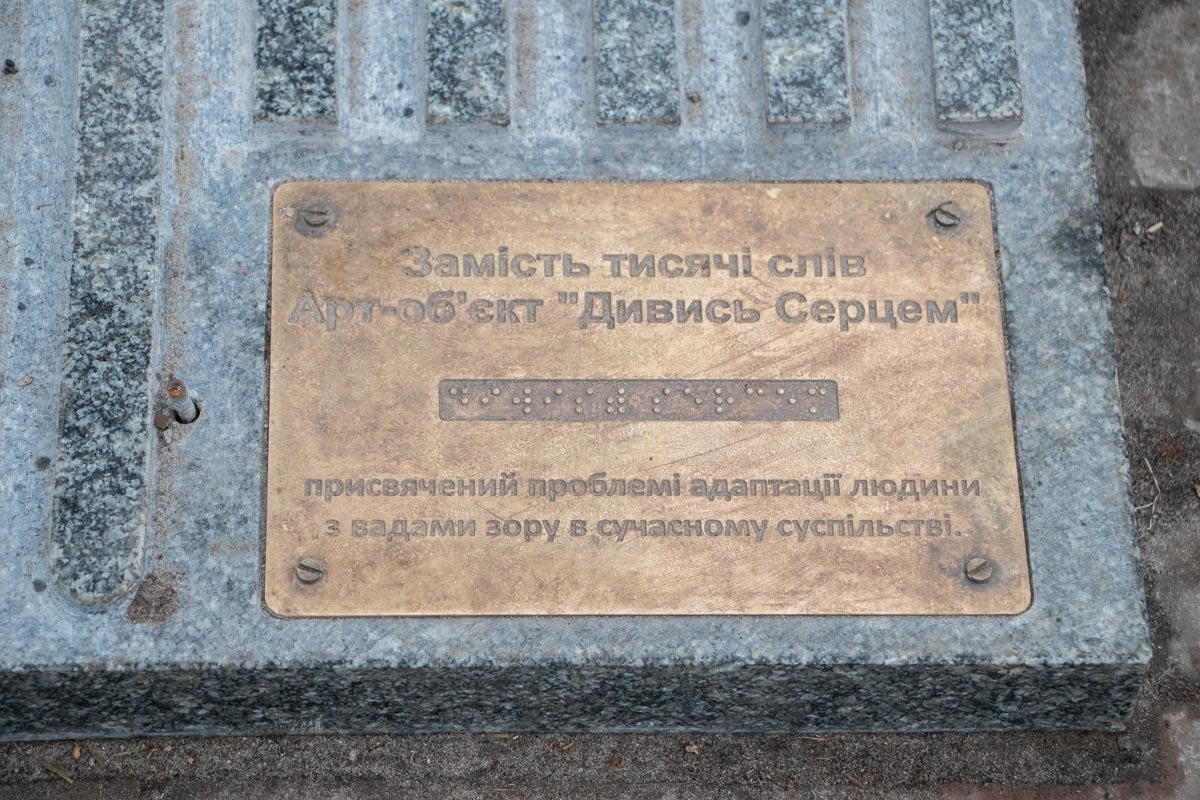 Замість тисячі слів
Арт-об'єкт "Дивись Серцем"
присвячений проблемі адаптації людини
з вадами зору в сучасному суспільстві.